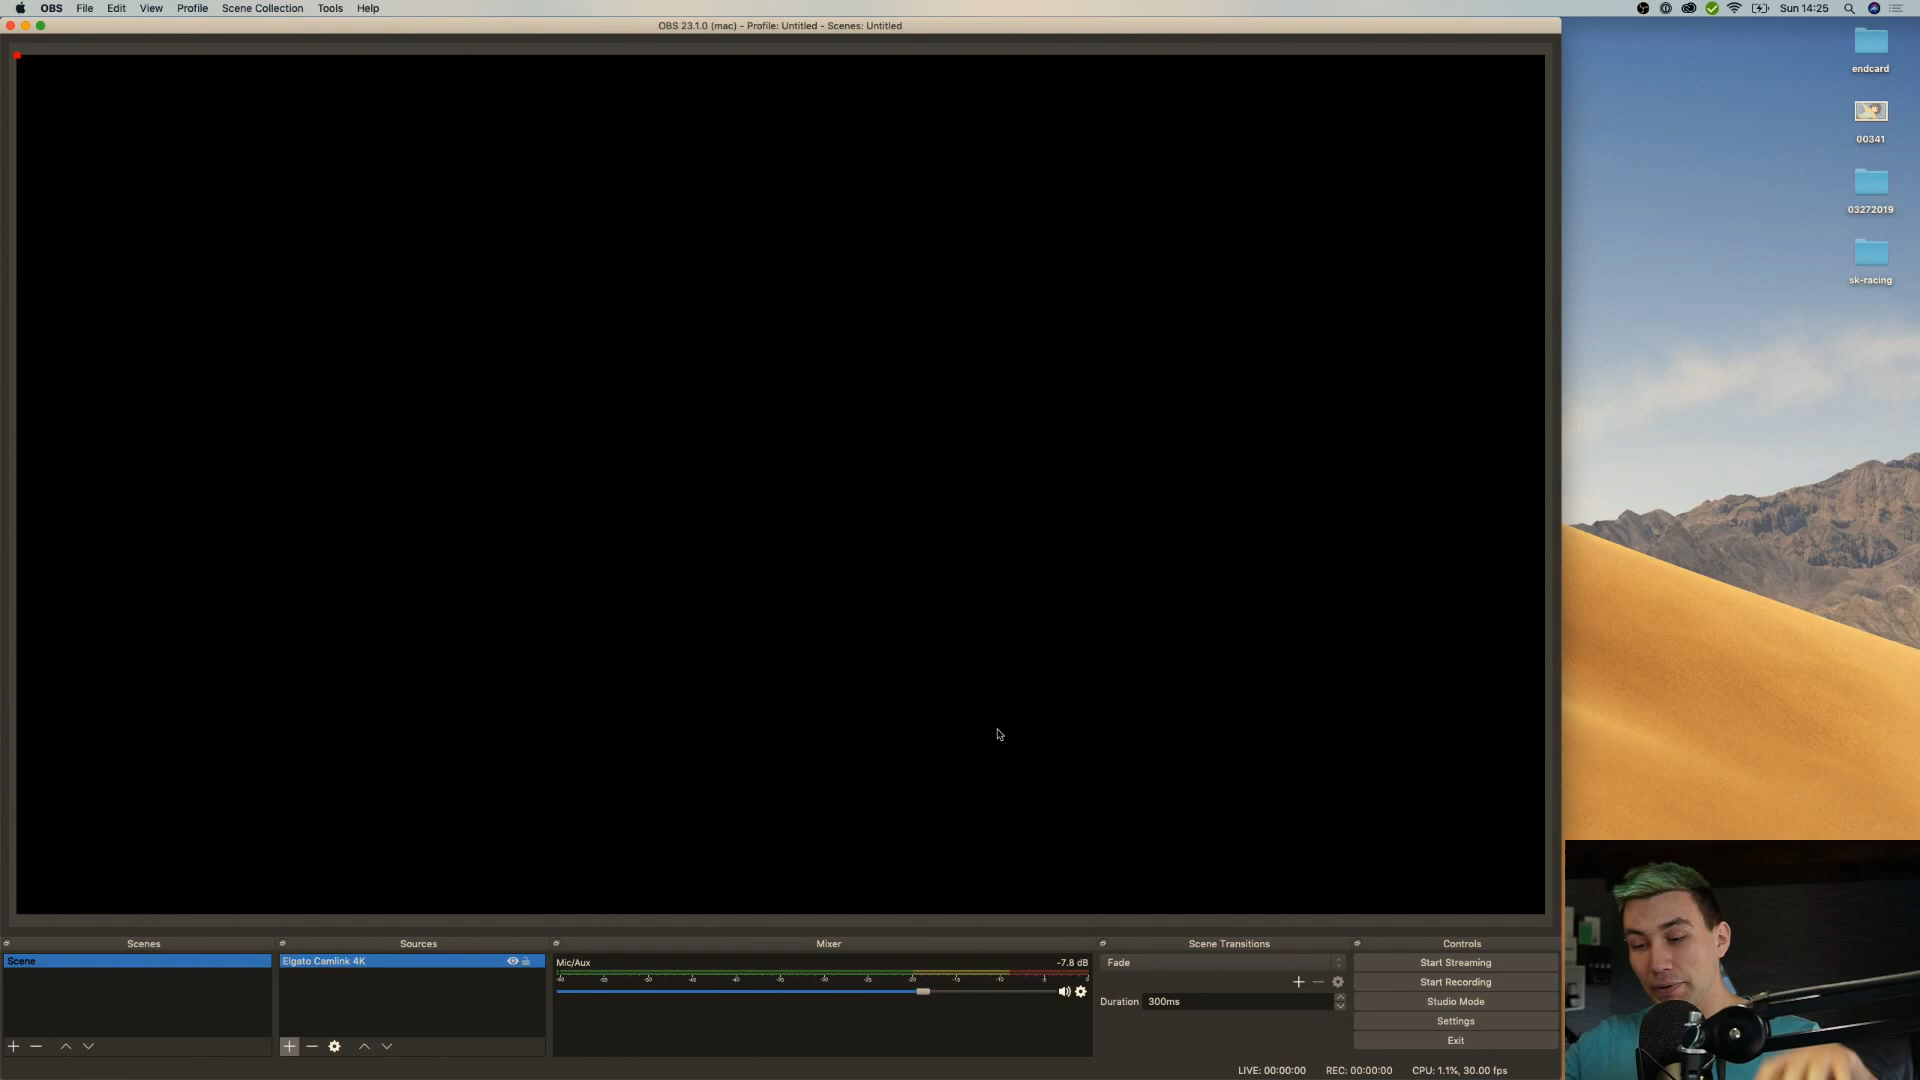 OBS File Edit View Profile Scene Collection Tools Help
Sun 14:25
OBS 23.1.0 (mac) - Profile: Untitled - Scenes: Untitled
endcard
00341
03272019
sk-racing
Scenes
Sources
Mixer
Scene Transitions
Controls
Scene
Elgato Camlink 4K
Mic/Aux
-7.8 dB
Fade
Duration 300ms
Start Streaming
Start Recording
Studio Mode
Settings
Exit
LIVE: 00:00:00 REC: 00:00:00 CPU: 1.1%, 30.00 fps